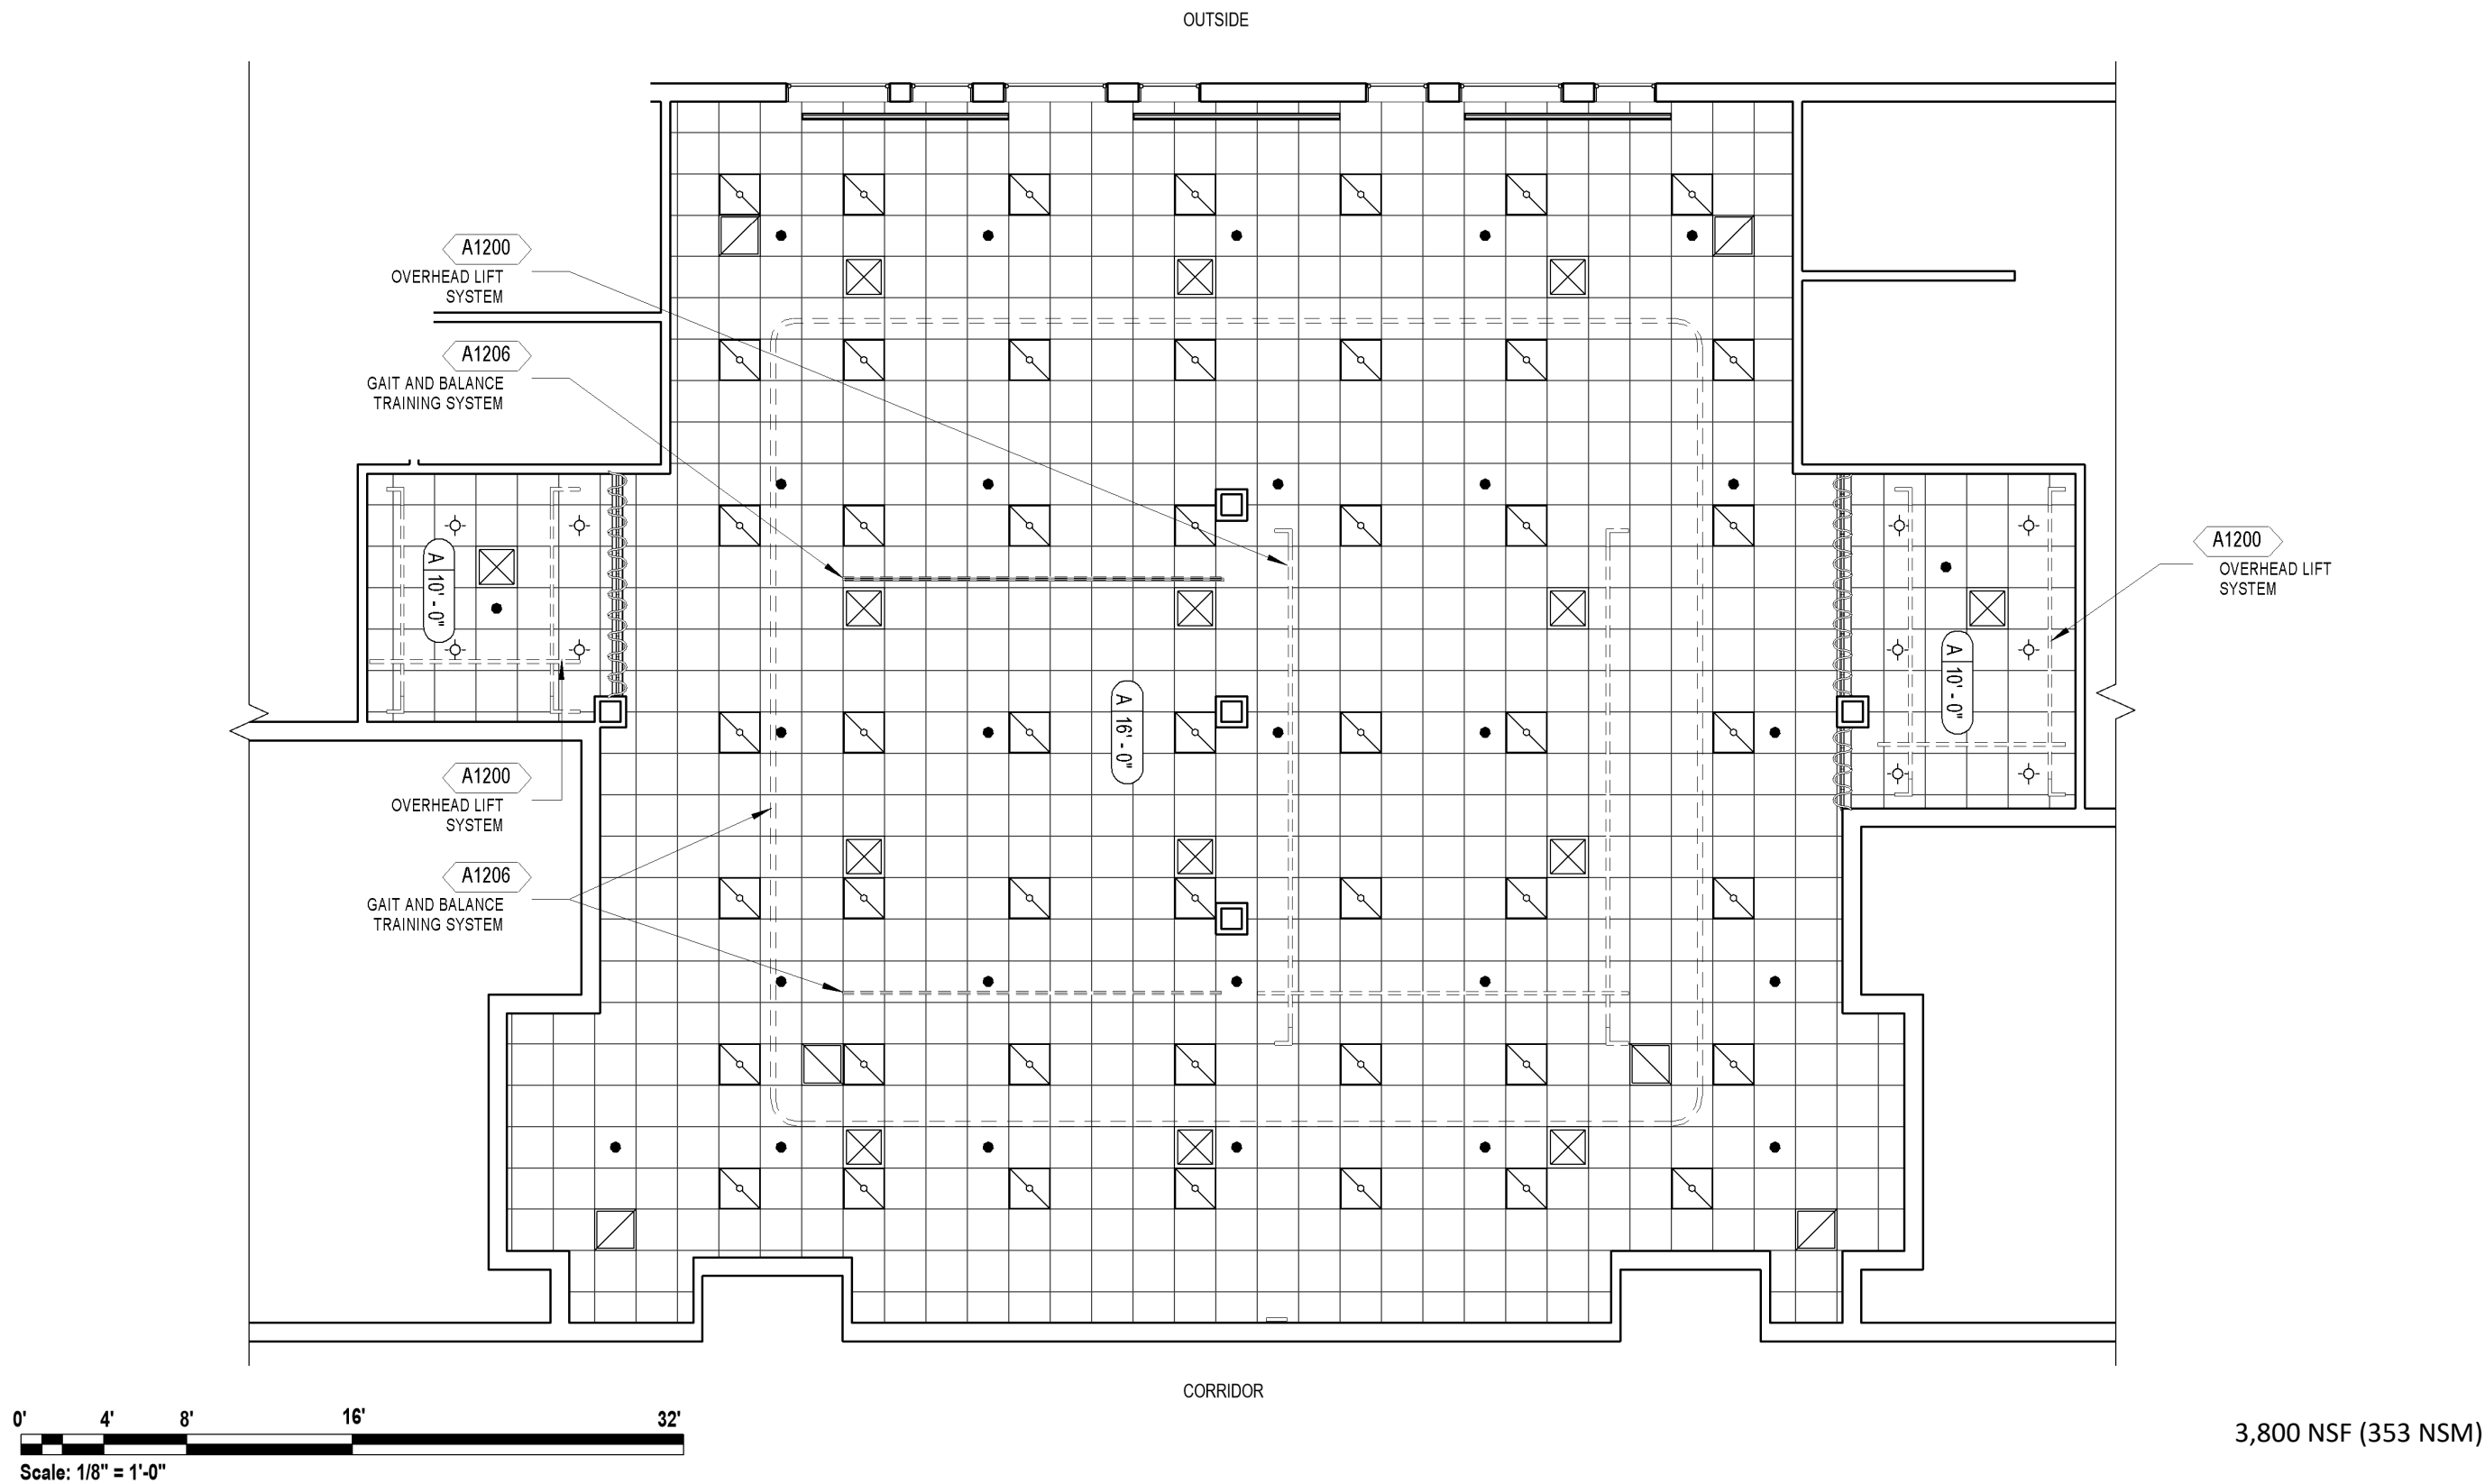 OUTSIDE
A1200
OVERHEAD LIFT
SYSTEM
A1206
GAIT AND BALANCE
TRAINING SYSTEM
A1200
OVERHEAD LIFT
SYSTEM
A 10' - 0"
A 10' - 0"
A 16' - 0"
A1200
OVERHEAD LIFT
SYSTEM
A1206
GAIT AND BALANCE
TRAINING SYSTEM
CORRIDOR
0' 4' 8' 16' 32'
Scale: 1/8" = 1'-0"
3,800 NSF (353 NSM)